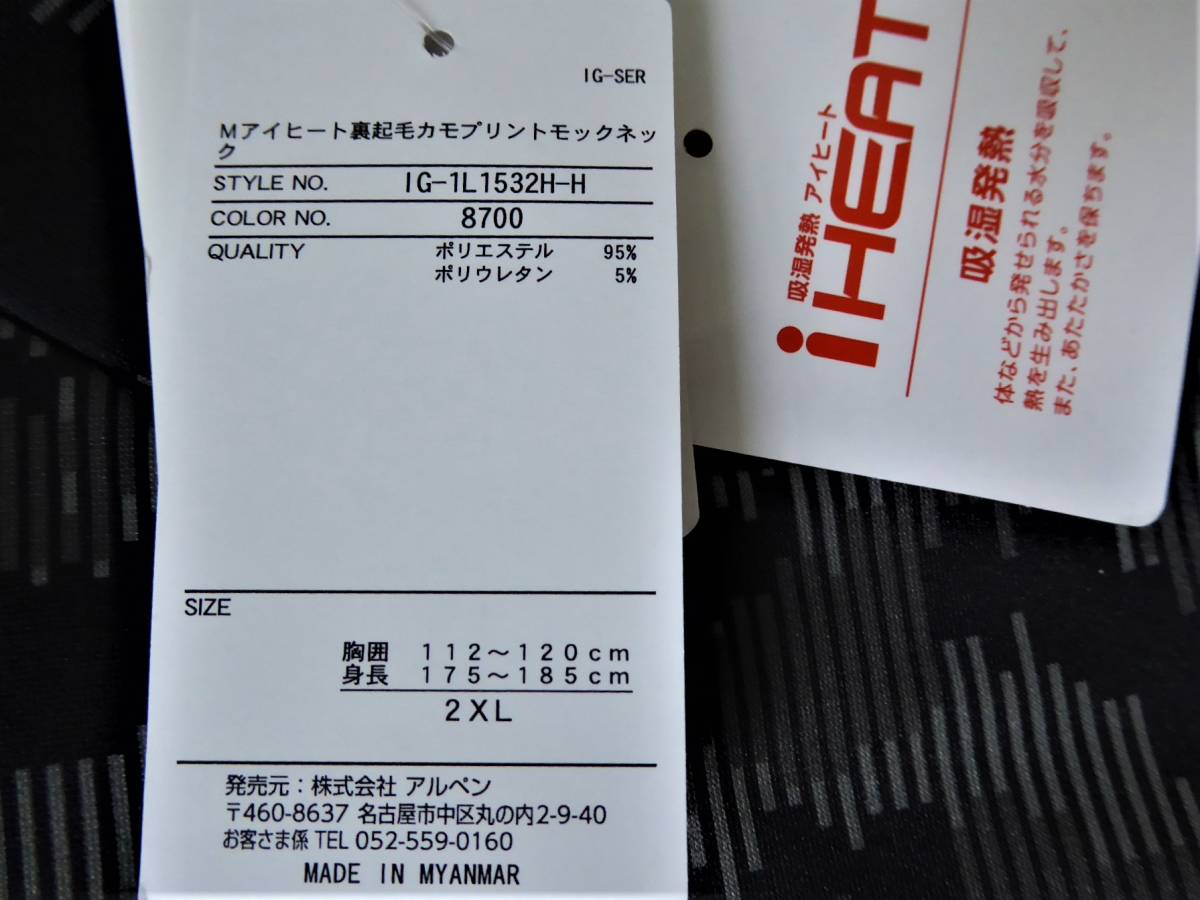 IG-SER
Mアイヒート裏起毛カモプリントモックネッ
ク
STYLE NO. IG-1L1532H-H
COLOR NO. 8700
QUALITY ポリエステル 95%
ポリウレタン 5%
SIZE
胸囲 112～120cm
身長 175～185cm
2XL
発売元：株式会社 アルペン
〒460-8637 名古屋市中区丸の内2-9-40
お客さま係 TEL 052-559-0160
MADE IN MYANMAR
吸湿発熱 アイヒート
iHEAT
吸湿発熱
体などから発せられる水分を吸収して、
熱を生み出します。
また、あたたかさを保ちます。